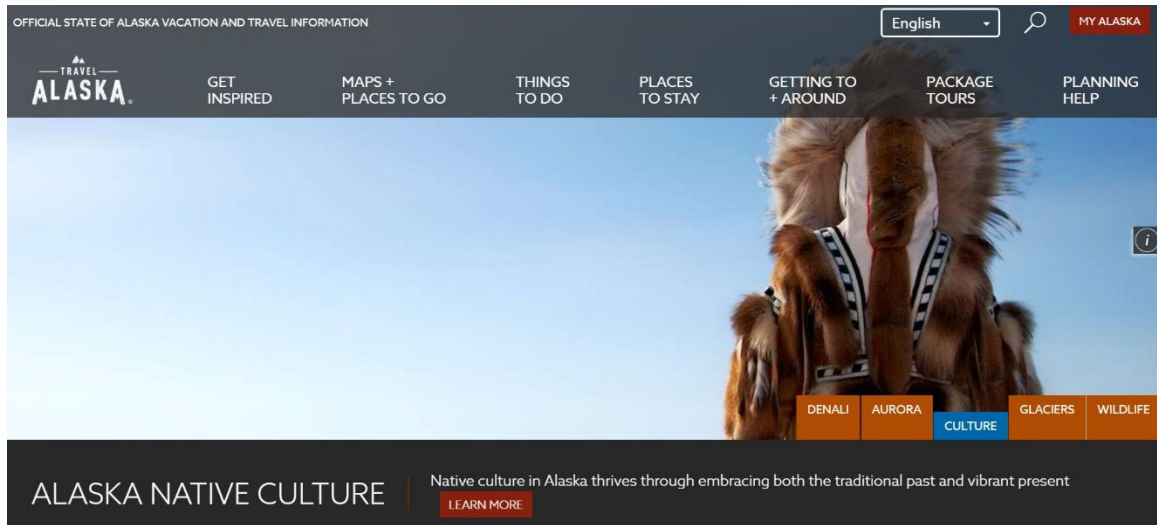 OFFICIAL STATE OF ALASKA VACATION AND TRAVEL INFORMATION
English
MY ALASKA
TRAVEL
ALASKA®
GET
INSPIRED
MAPS +
PLACES TO GO
THINGS
TO DO
PLACES
TO STAY
GETTING TO
+ AROUND
PACKAGE
TOURS
PLANNING
HELP
i
DENALI
AURORA
CULTURE
GLACIERS
WILDLIFE
ALASKA NATIVE CULTURE
Native culture in Alaska thrives through embracing both the traditional past and vibrant present
LEARN MORE